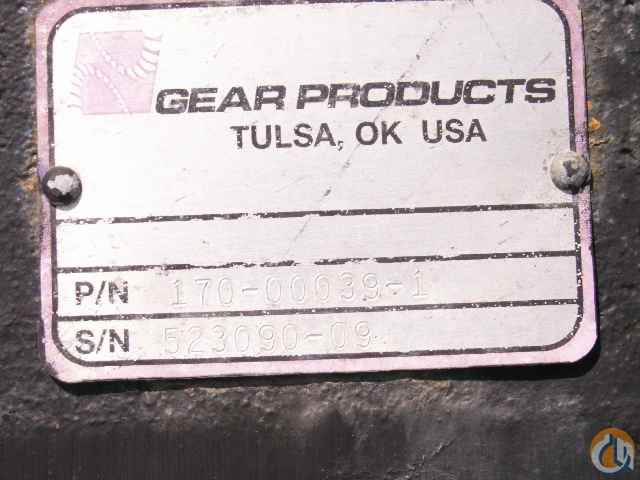 GEAR PRODUCTS
TULSA, OK USA
P/N 170-00039-1
S/N 523090-09